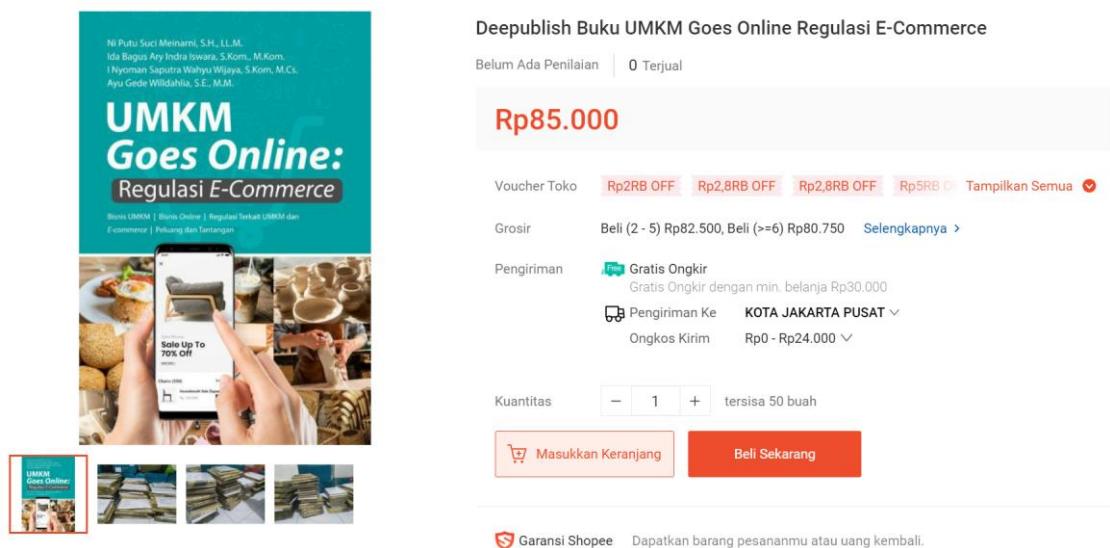 Ni Putu Suci Meinarni, S.H., LL.M.
Ida Bagus Ary Indra Iswara, S.Kom., M.Kom.
I Nyoman Saputra Wahyu Wijaya, S.Kom, M.Cs.
Ayu Gede Willdahlia, S.E., M.M.
UMKM
Goes Online:
Regulasi E-Commerce
Bisnis UMKM | Bisnis Online | Regulasi Terkait UMKM dan
E-commerce | Peluang dan Tantangan
Sale Up To
70% Off
UMKM
Goes Online:
Regulasi E-Commerce
Deepublish Buku UMKM Goes Online Regulasi E-Commerce
Belum Ada Penilaian 0 Terjual
Rp85.000
Voucher Toko Rp2RB OFF Rp2,8RB OFF Rp2,8RB OFF Rp5RB Tampilkan Semua
Grosir Beli (2 - 5) Rp82.500, Beli (>=6) Rp80.750 Selengkapnya >
Pengiriman Free Gratis Ongkir
Gratis Ongkir dengan min. belanja Rp30.000
Pengiriman Ke KOTA JAKARTA PUSAT
Ongkos Kirim Rp0 - Rp24.000
Kuantitas − 1 + tersisa 50 buah
Masukkan Keranjang Beli Sekarang
Garansi Shopee Dapatkan barang pesananmu atau uang kembali.